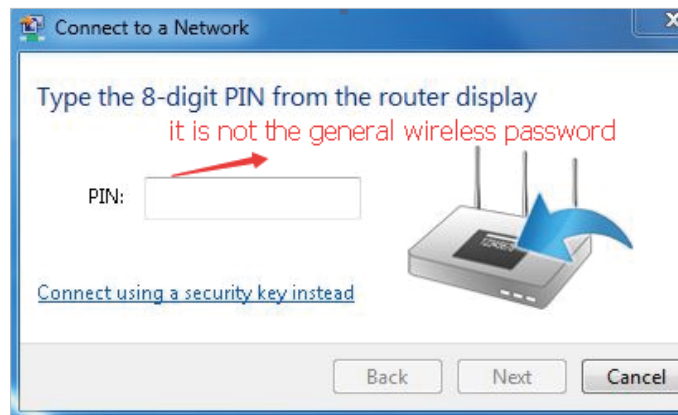 Connect to a Network
X
Type the 8-digit PIN from the router display
it is not the general wireless password
PIN:
12345670
Connect using a security key instead
Back
Next
Cancel